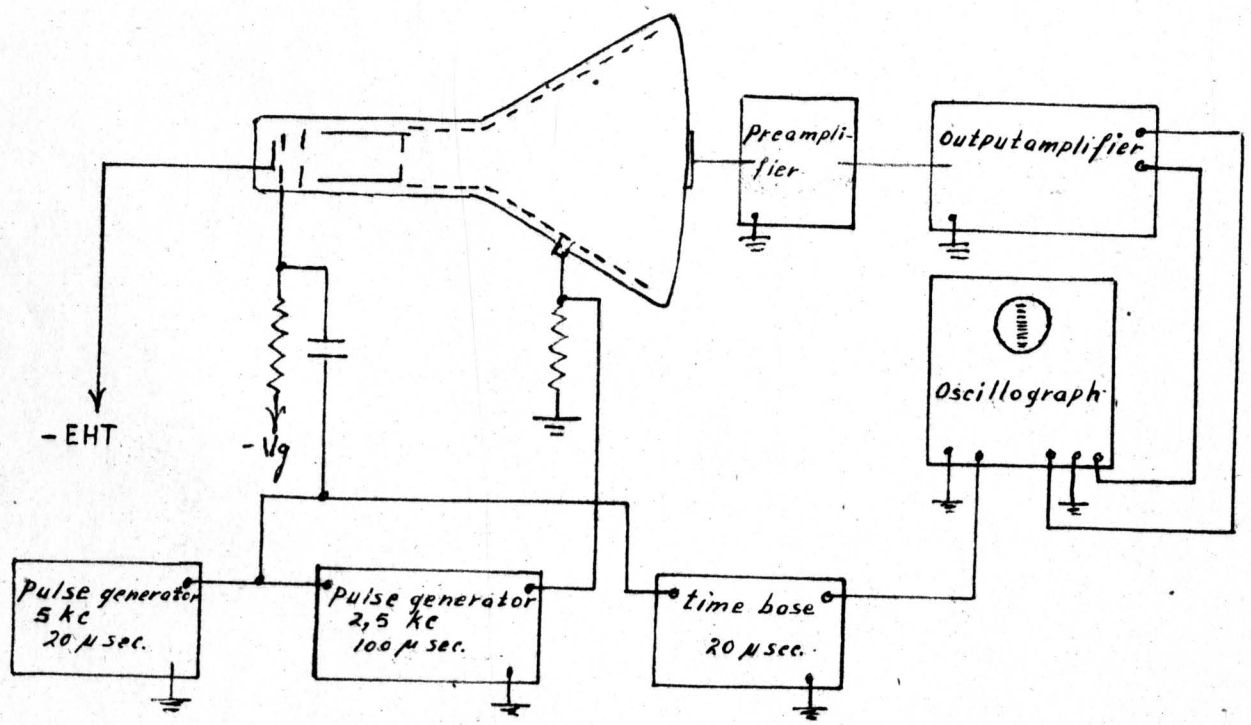 Preampli-
fier
Outputamplifier
Oscillograph
- EHT
- Vg
Pulse generator
5 kc
20 μ sec.
Pulse generator
2,5 kc
100 μ sec.
time base
20 μ sec.